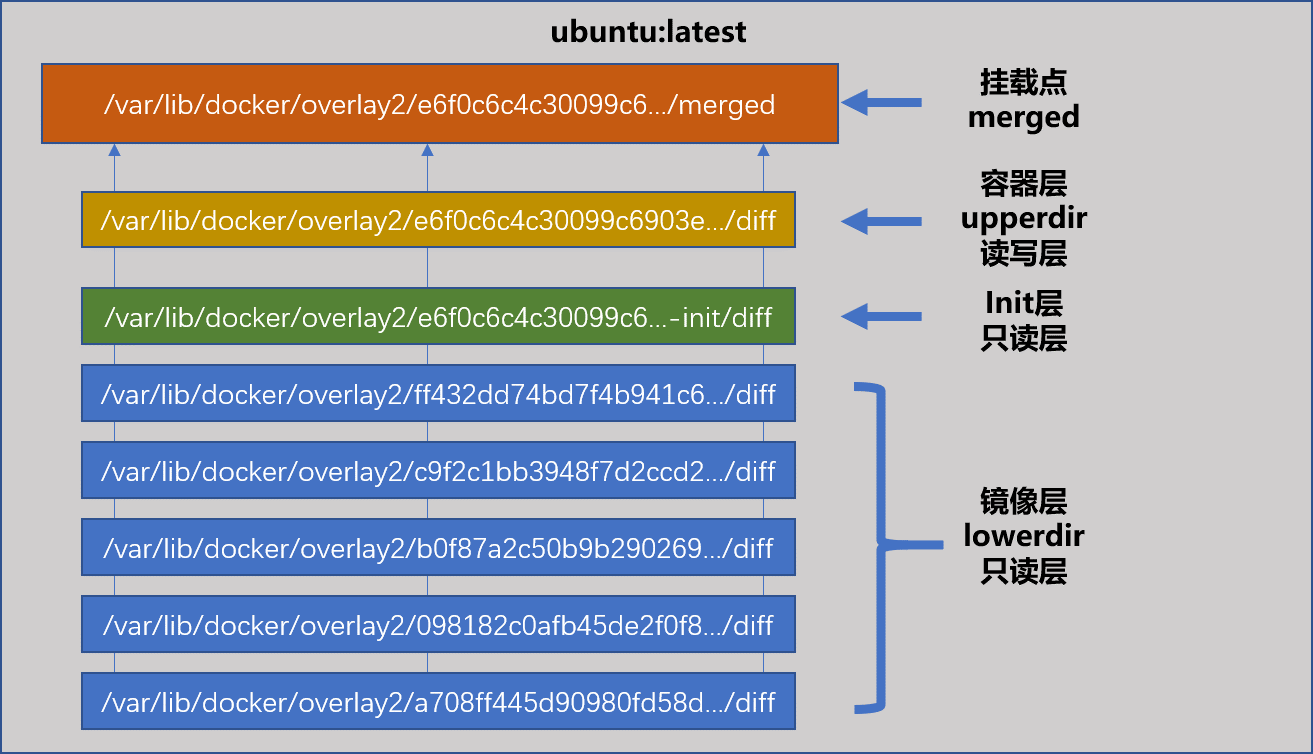 ubuntu:latest
/var/lib/docker/overlay2/e6f0c6c4c30099c6.../merged
挂载点
merged
/var/lib/docker/overlay2/e6f0c6c4c30099c6903e.../diff
容器层
upperdir
读写层
/var/lib/docker/overlay2/e6f0c6c4c30099c6...-init/diff
Init层
只读层
/var/lib/docker/overlay2/ff432dd74bd7f4b941c6.../diff
/var/lib/docker/overlay2/c9f2c1bb3948f7d2ccd2.../diff
/var/lib/docker/overlay2/b0f87a2c50b9b290269.../diff
/var/lib/docker/overlay2/098182c0afb45de2f0f8.../diff
/var/lib/docker/overlay2/a708ff445d90980fd58d.../diff
镜像层
lowerdir
只读层